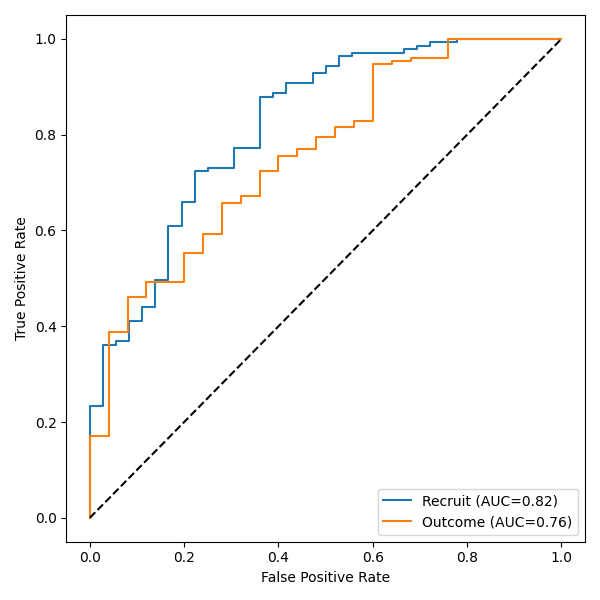 1.0
0.8
0.6
0.4
0.2
0.0
True Positive Rate
0.0 0.2 0.4 0.6 0.8 1.0
False Positive Rate
Recruit (AUC=0.82)
Outcome (AUC=0.76)